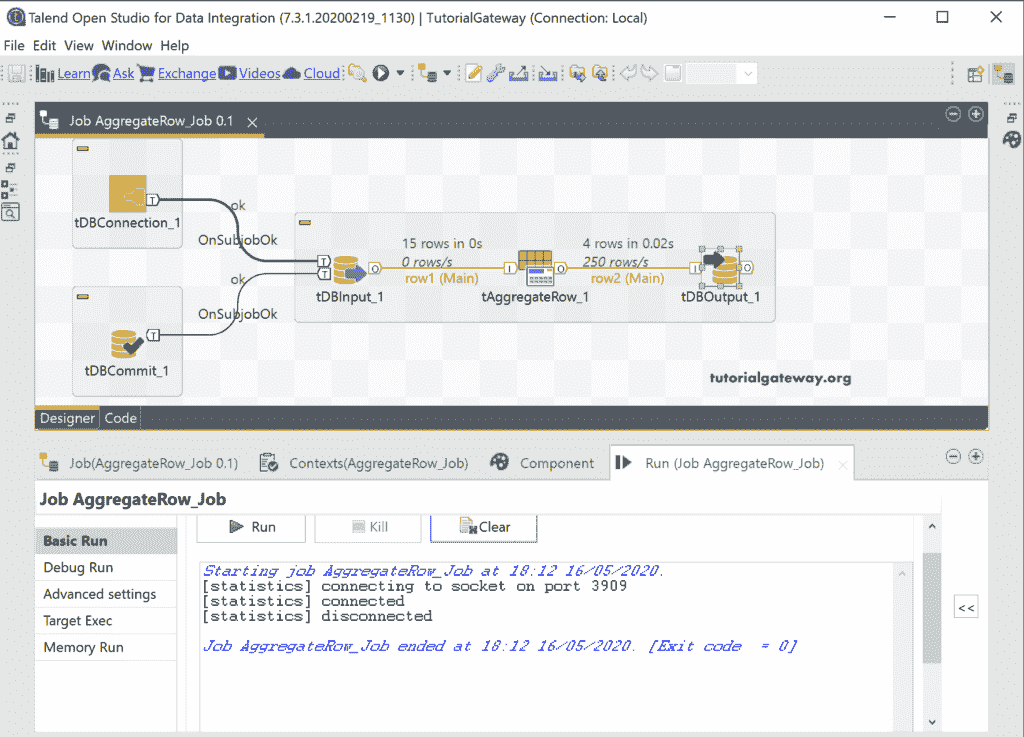 Talend Open Studio for Data Integration (7.3.1.20200219_1130) | TutorialGateway (Connection: Local)
File Edit View Window Help
Learn Ask Exchange Videos Cloud
Job AggregateRow_Job 0.1
T
tDBConnection_1
ok
OnSubjobOk
15 rows in 0s
4 rows in 0.02s
0 rows/s
250 rows/s
T
T
O
I
O
I
O
ok
row1 (Main)
row2 (Main)
tDBInput_1
tAggregateRow_1
tDBOutput_1
OnSubjobOk
T
tDBCommit_1
tutorialgateway.org
Designer Code
Job(AggregateRow_Job 0.1) Contexts(AggregateRow_Job) Component Run (Job AggregateRow_Job)
Job AggregateRow_Job
Run Kill Clear
Basic Run
Debug Run
Advanced settings
Target Exec
Memory Run
Starting job AggregateRow_Job at 18:12 16/05/2020.
[statistics] connecting to socket on port 3909
[statistics] connected
[statistics] disconnected
Job AggregateRow_Job ended at 18:12 16/05/2020. [Exit code  = 0]
<<